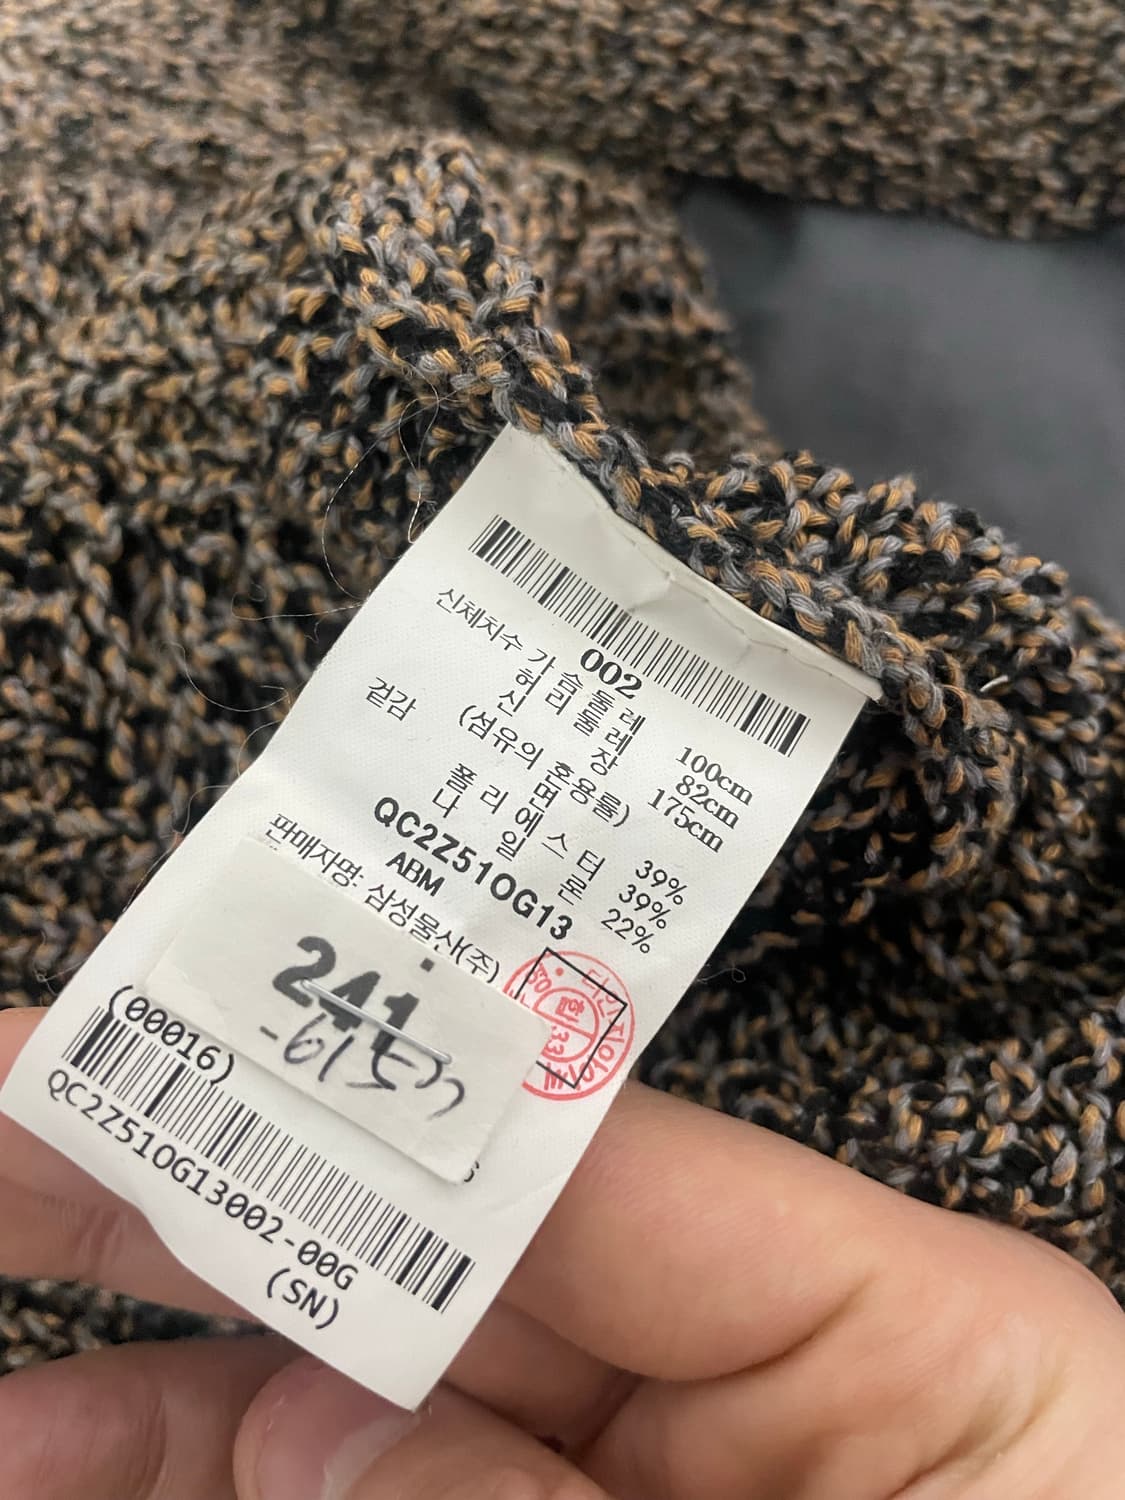 002
신체치수 가슴둘레 100cm
허리둘레 82cm
신장 175cm
겉감 (섬유의 혼용률)
면 39%
폴리에스터 39%
나일론 22%
QC2Z51OG13
ABM
판매자명: 삼성물산(주)
241
(00016)
QC2Z51OG13002-00G
(SN)